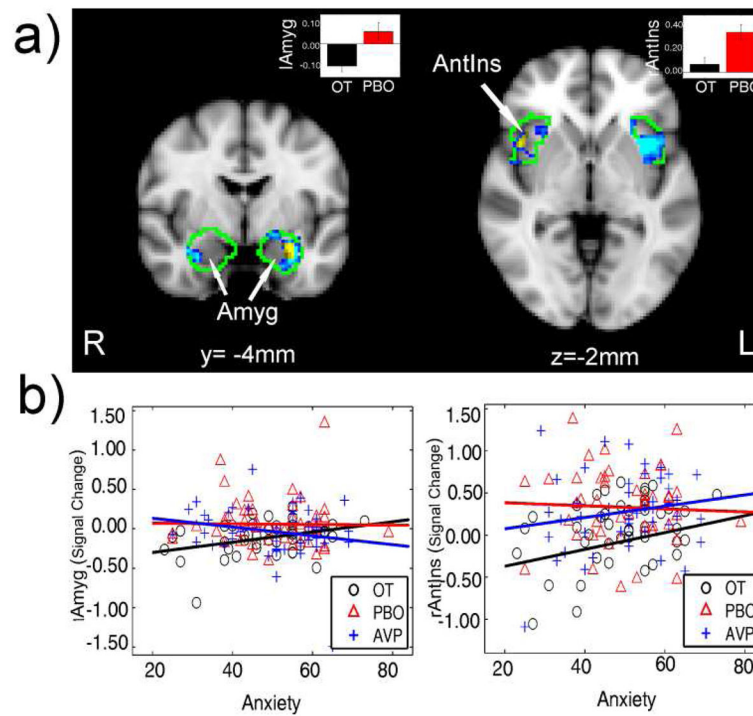 a)
lAmyg
0.10
0.00
-0.10
OT PBO
rAntIns
0.40
0.20
0.00
OT PBO
AntIns
Amyg
R
L
y= -4mm
z=-2mm
b)
lAmyg (Signal Change)
1.50
1.00
0.50
0.00
-0.50
-1.00
-1.50
20 40 60 80
Anxiety
OT
PBO
AVP
rAntIns (Signal Change)
1.50
1.00
0.50
0.00
-0.50
-1.00
20 40 60 80
Anxiety
OT
PBO
AVP